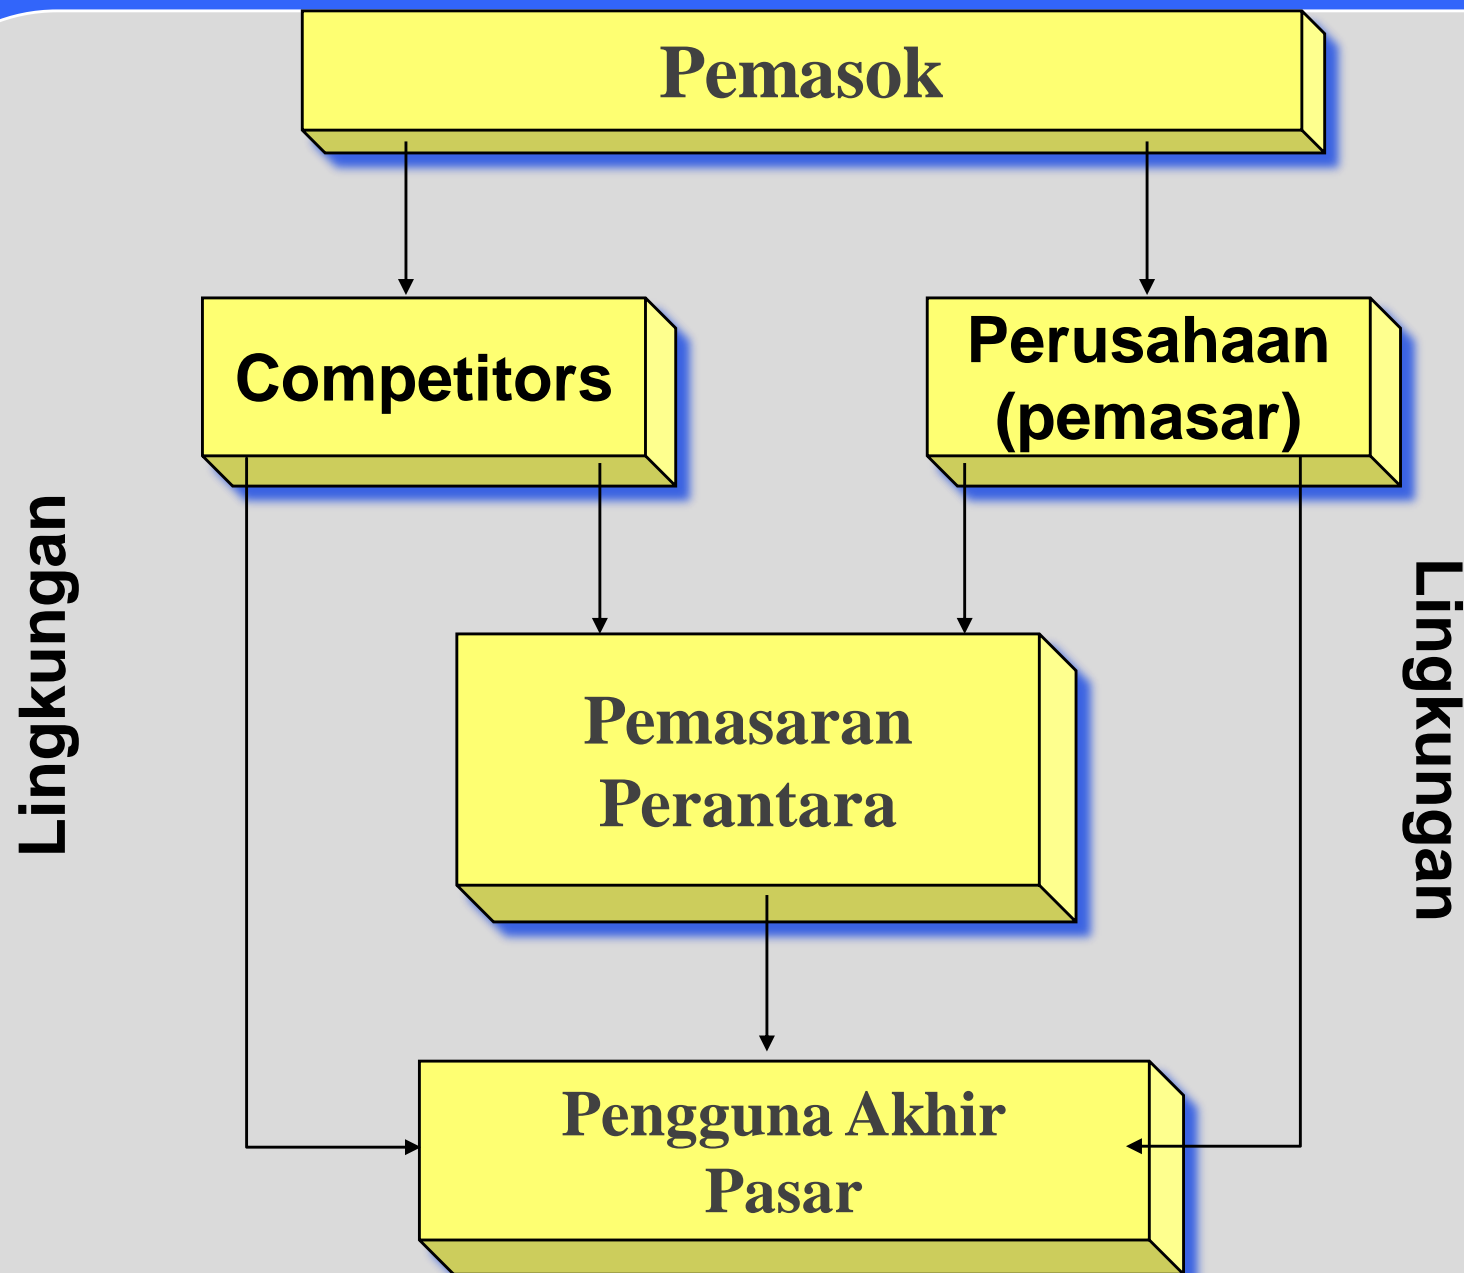 Pemasok
Competitors
Perusahaan
(pemasar)
Lingkungan
Lingkungan
Pemasaran
Perantara
Pengguna Akhir
Pasar